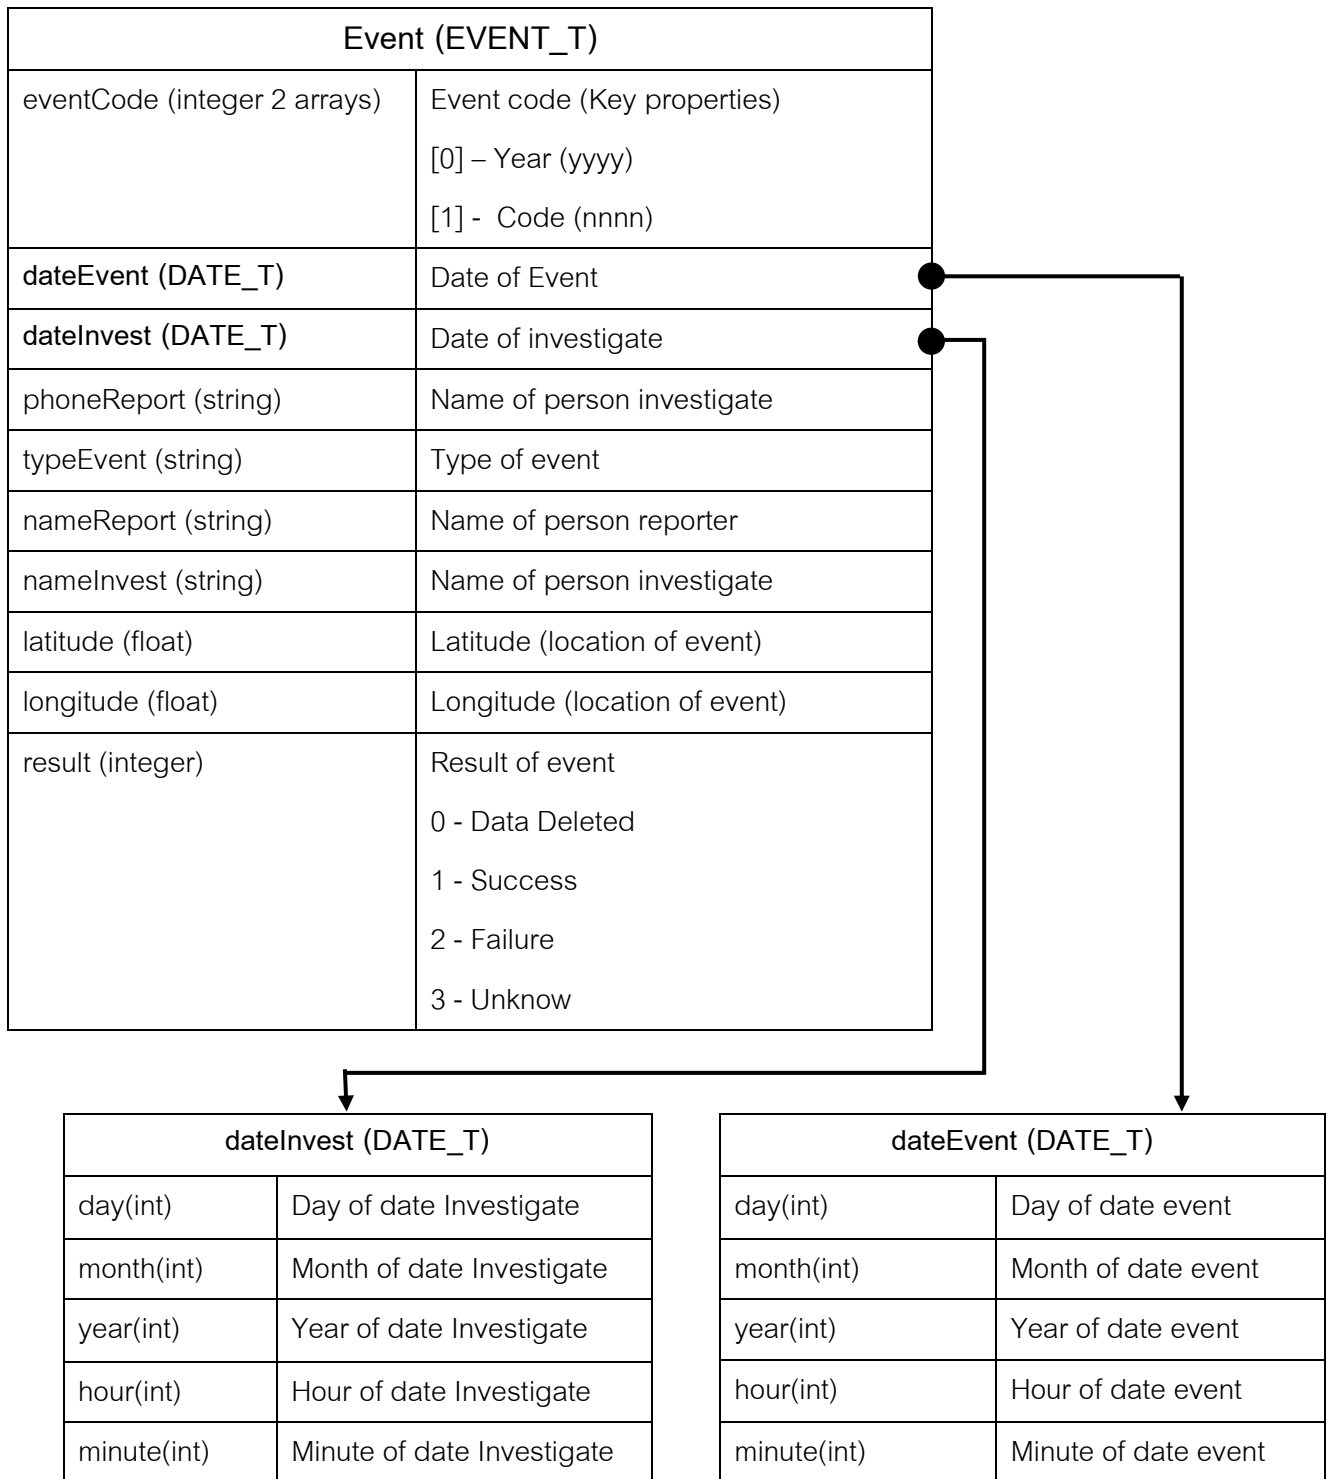 Event (EVENT_T)
eventCode (integer 2 arrays)
Event code (Key properties)
[0] – Year (yyyy)
[1] - Code (nnnn)
dateEvent (DATE_T)
Date of Event
dateInvest (DATE_T)
Date of investigate
phoneReport (string)
Name of person investigate
typeEvent (string)
Type of event
nameReport (string)
Name of person reporter
nameInvest (string)
Name of person investigate
latitude (float)
Latitude (location of event)
longitude (float)
Longitude (location of event)
result (integer)
Result of event
0 - Data Deleted
1 - Success
2 - Failure
3 - Unknow
dateInvest (DATE_T)
day(int)
Day of date Investigate
month(int)
Month of date Investigate
year(int)
Year of date Investigate
hour(int)
Hour of date Investigate
minute(int)
Minute of date Investigate
dateEvent (DATE_T)
day(int)
Day of date event
month(int)
Month of date event
year(int)
Year of date event
hour(int)
Hour of date event
minute(int)
Minute of date event